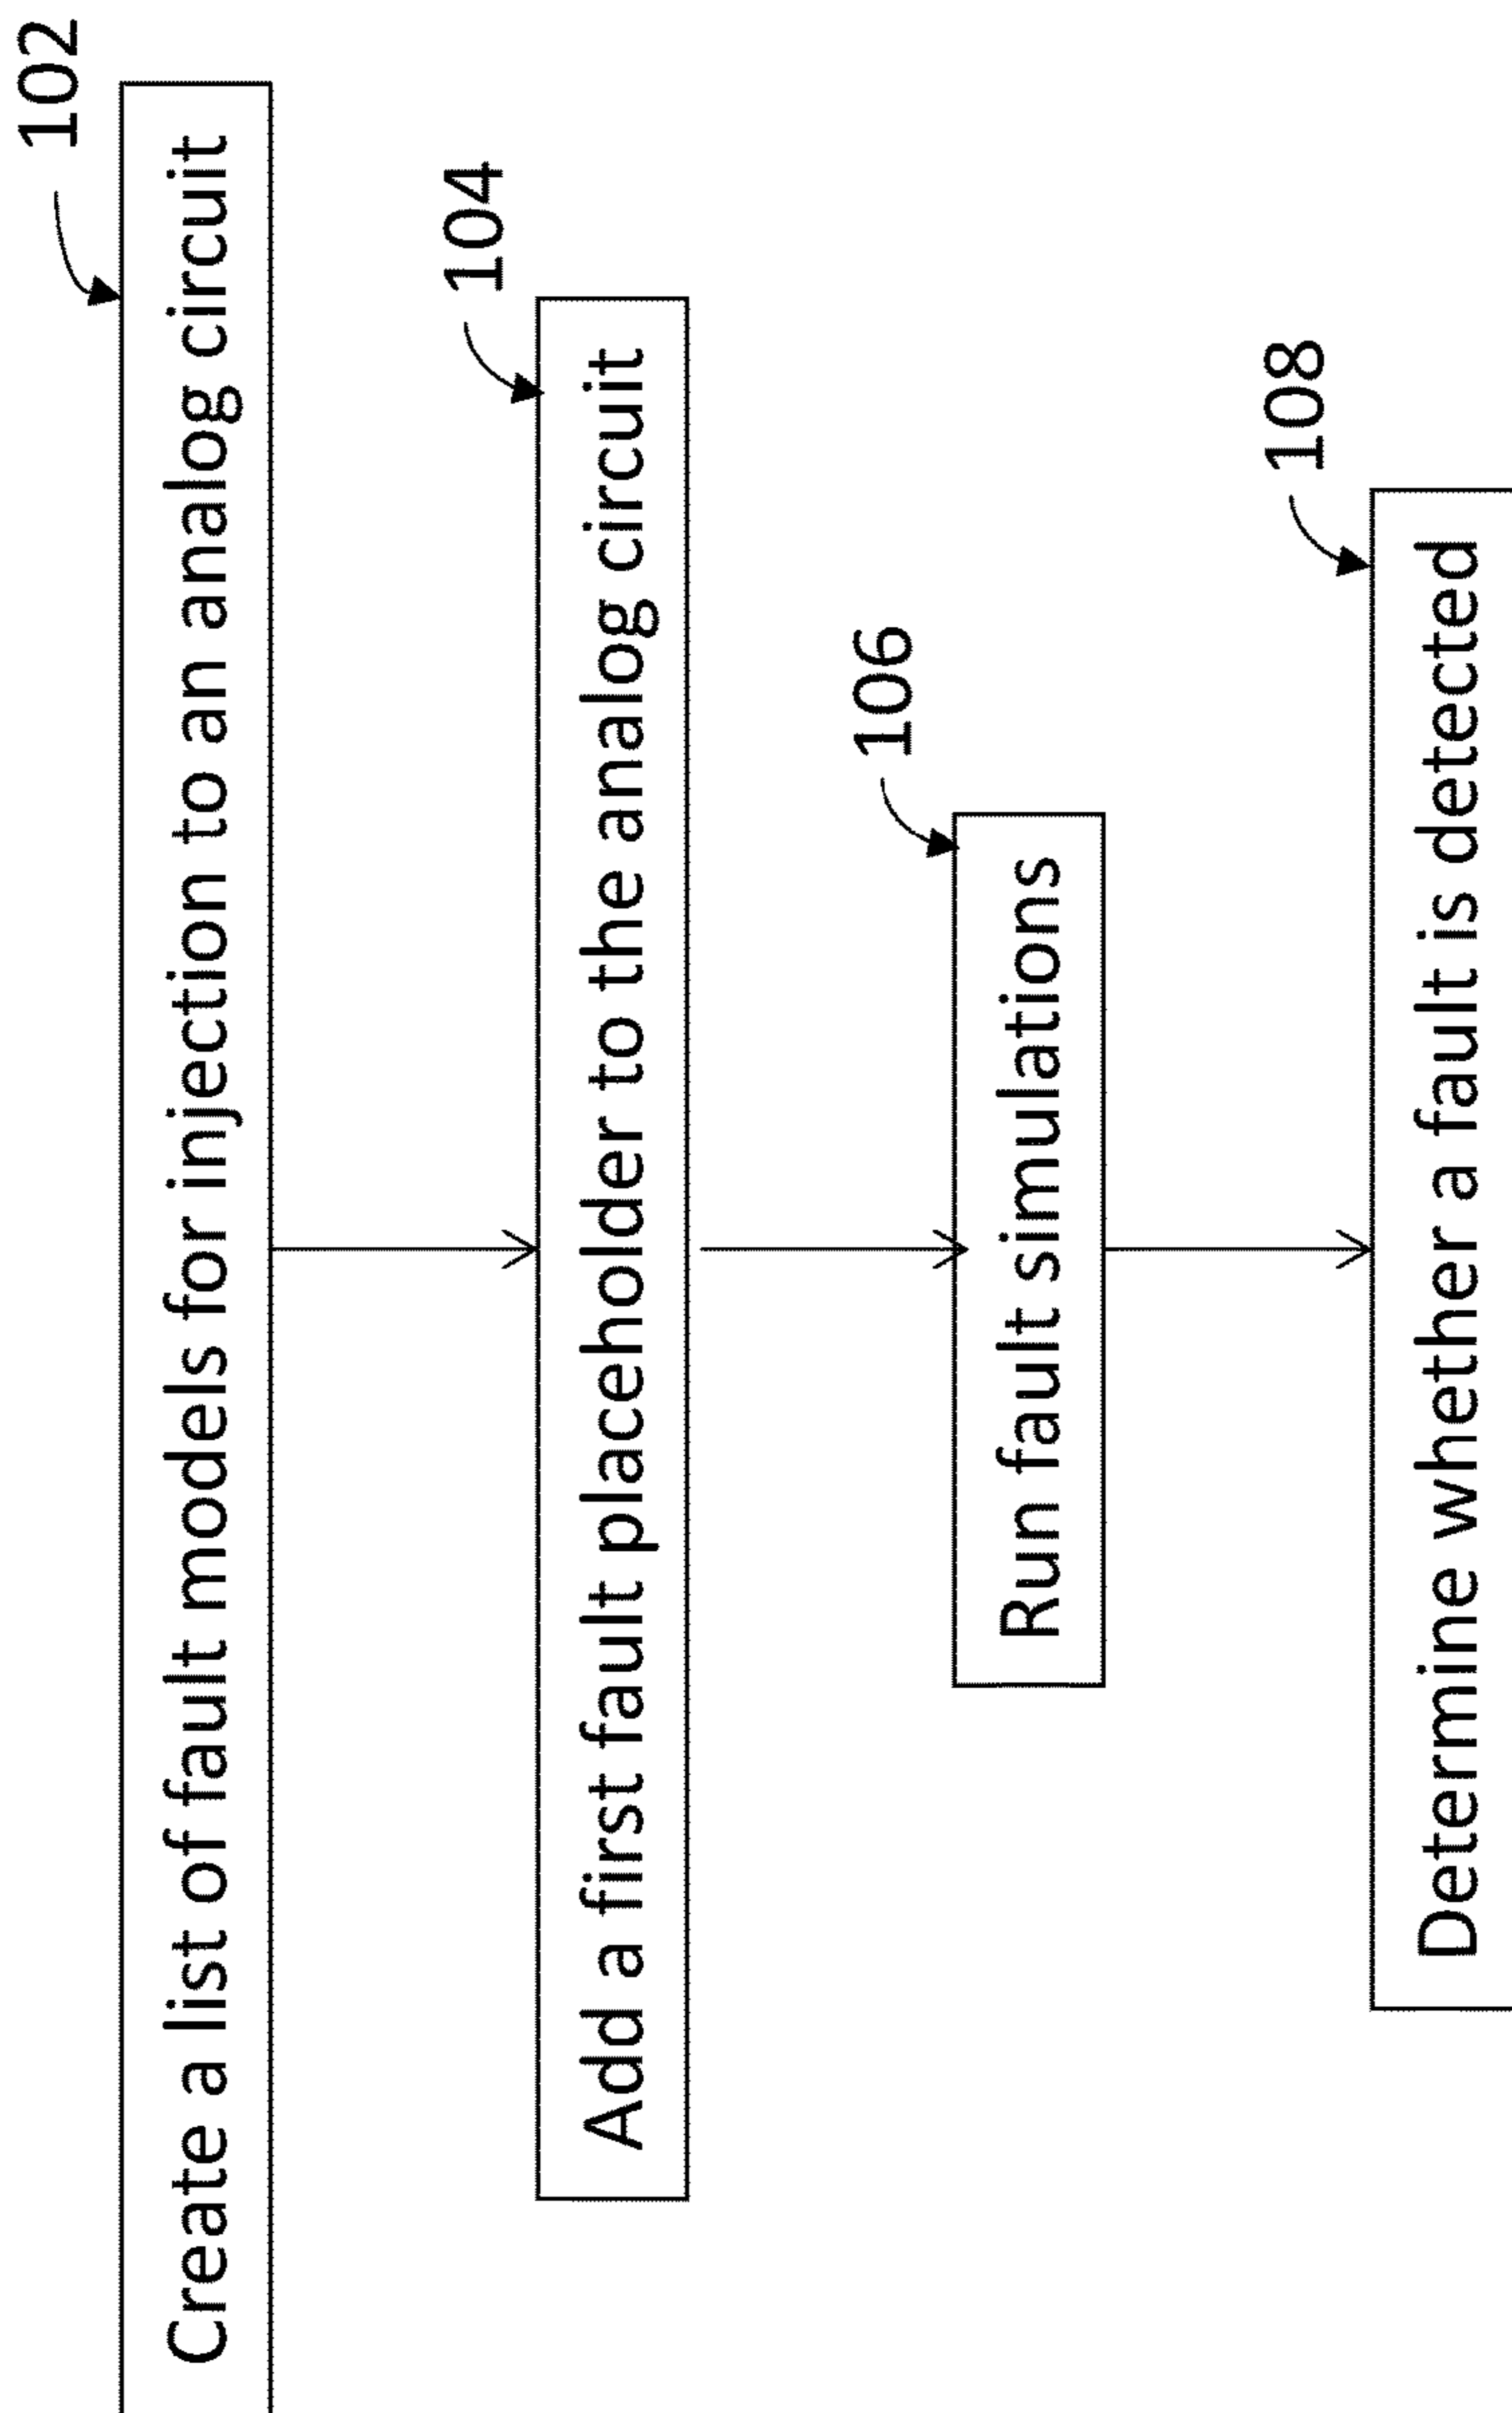 102
Create a list of fault models for injection to an analog circuit
104
Add a first fault placeholder to the analog circuit
106
Run fault simulations
108
Determine whether a fault is detected